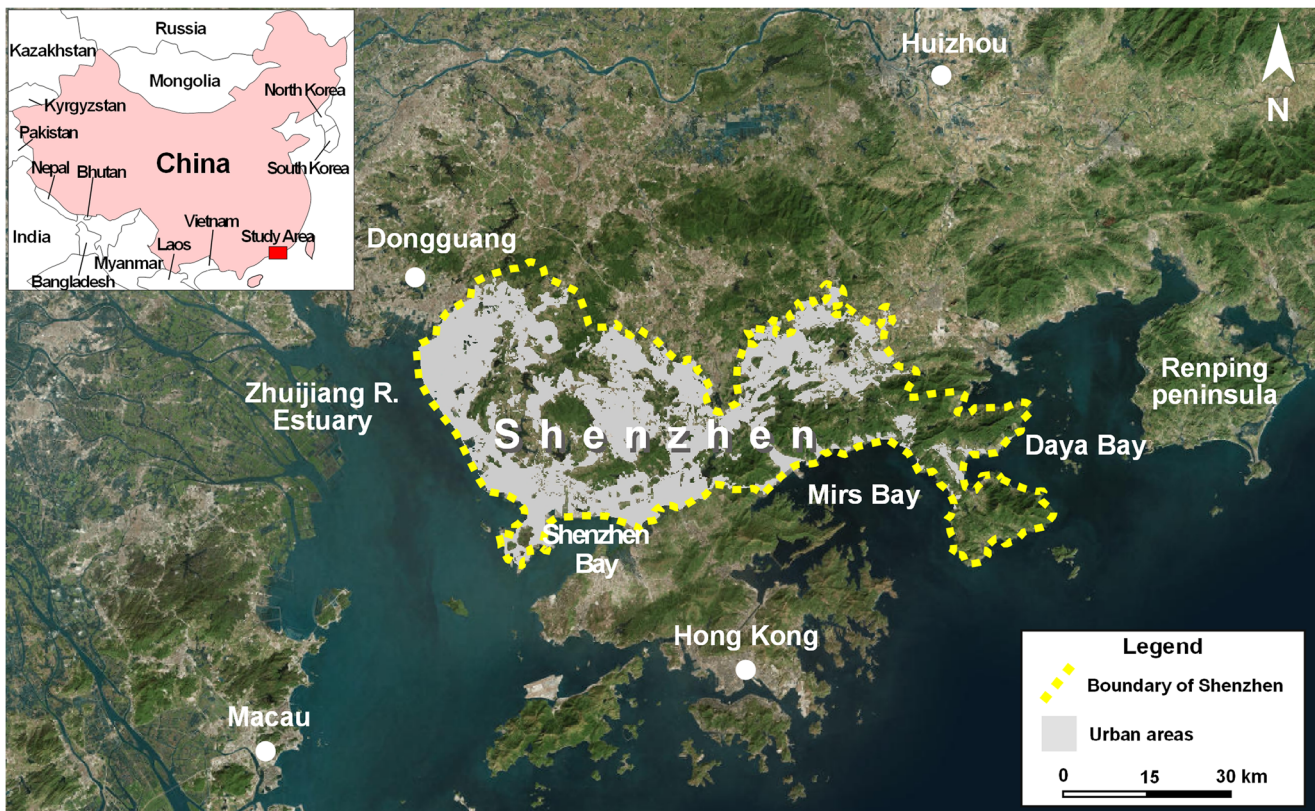 Russia
Kazakhstan
Mongolia
North Korea
Kyrgyzstan
Pakistan
China
South Korea
Nepal
Bhutan
Vietnam
India
Laos
Study Area
Myanmar
Bangladesh
Huizhou
N
Dongguang
Zhuijiang R.
Estuary
Renping
peninsula
Shenzhen
Daya Bay
Mirs Bay
Shenzhen
Bay
Hong Kong
Macau
Legend
Boundary of Shenzhen
Urban areas
0 15 30 km